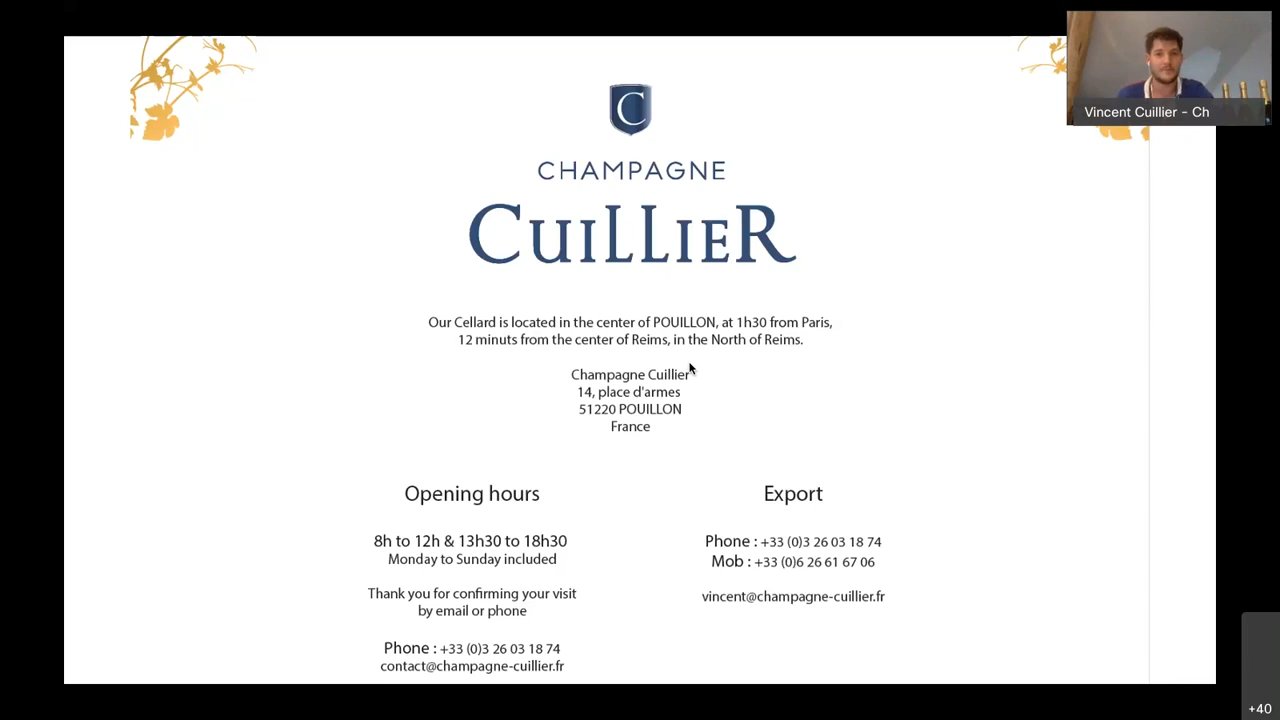 C
CHAMPAGNE
CUILLIER
Our Cellard is located in the center of POUILLON, at 1h30 from Paris,
12 minuts from the center of Reims, in the North of Reims.
Champagne Cuillier
14, place d'armes
51220 POUILLON
France
Opening hours
8h to 12h & 13h30 to 18h30
Monday to Sunday included
Thank you for confirming your visit
by email or phone
Phone : +33 (0)3 26 03 18 74
contact@champagne-cuillier.fr
Export
Phone : +33 (0)3 26 03 18 74
Mob : +33 (0)6 26 61 67 06
vincent@champagne-cuillier.fr
Vincent Cuillier - Ch
+40